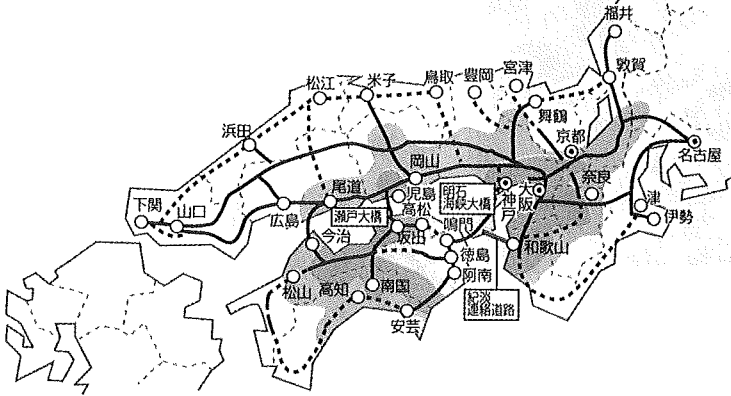 福井
敦賀
宮津
豊岡
鳥取
米子
松江
舞鶴
京都
浜田
名古屋
岡山
奈良
大阪
神戸
明石
海峡大橋
児島
高松
尾道
瀬戸大橋
下関
山口
広島
津
伊勢
鳴門
坂出
今治
和歌山
徳島
阿南
松山
高知
南国
安芸
紀淡
連絡道路